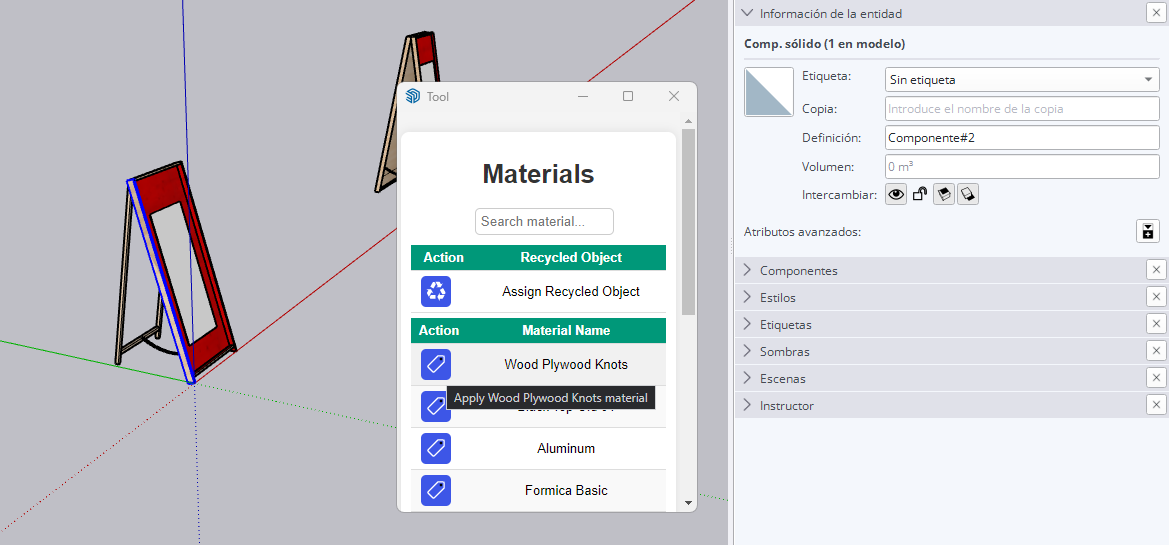 Tool
Materials
Search material...
Action Recycled Object
Assign Recycled Object
Action Material Name
Wood Plywood Knots
Apply Wood Plywood Knots material
Aluminum
Formica Basic
Información de la entidad
Comp. sólido (1 en modelo)
Etiqueta: Sin etiqueta
Copia: Introduce el nombre de la copia
Definición: Componente#2
Volumen: 0 m³
Intercambiar:
Atributos avanzados:
Componentes
Estilos
Etiquetas
Sombras
Escenas
Instructor